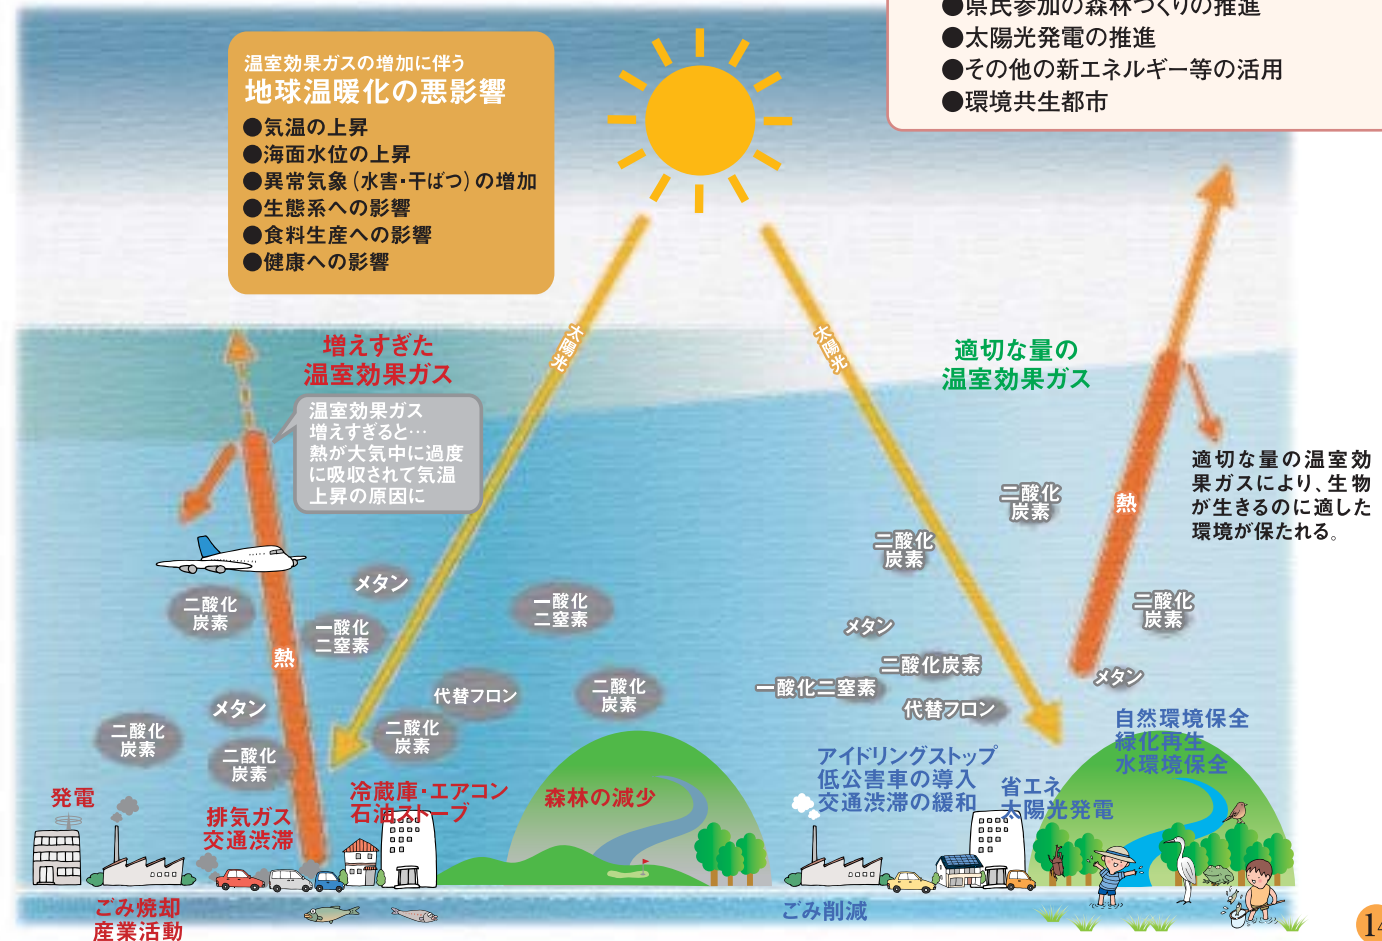 ●県民参加の森林づくりの推進
●太陽光発電の推進
●その他の新エネルギー等の活用
●環境共生都市
温室効果ガスの増加に伴う
地球温暖化の悪影響
●気温の上昇
●海面水位の上昇
●異常気象（水害・干ばつ）の増加
●生態系への影響
●食料生産への影響
●健康への影響
太陽光
太陽光
増えすぎた
温室効果ガス
温室効果ガス
増えすぎると…
熱が大気中に過度
に吸収されて気温
上昇の原因に
適切な量の
温室効果ガス
適切な量の温室効
果ガスにより、生物
が生きるのに適した
環境が保たれる。
熱
二酸化
炭素
メタン
一酸化
二窒素
一酸化
二窒素
代替フロン
二酸化
炭素
メタン
二酸化
炭素
二酸化
炭素
二酸化
炭素
熱
二酸化
炭素
二酸化
炭素
二酸化
炭素
メタン
二酸化炭素
一酸化二窒素
代替フロン
メタン
発電
排気ガス
交通渋滞
冷蔵庫・エアコン
石油ストーブ
森林の減少
ごみ焼却
産業活動
アイドリングストップ
低公害車の導入
交通渋滞の緩和
省エネ
太陽光発電
自然環境保全
緑化再生
水環境保全
ごみ削減